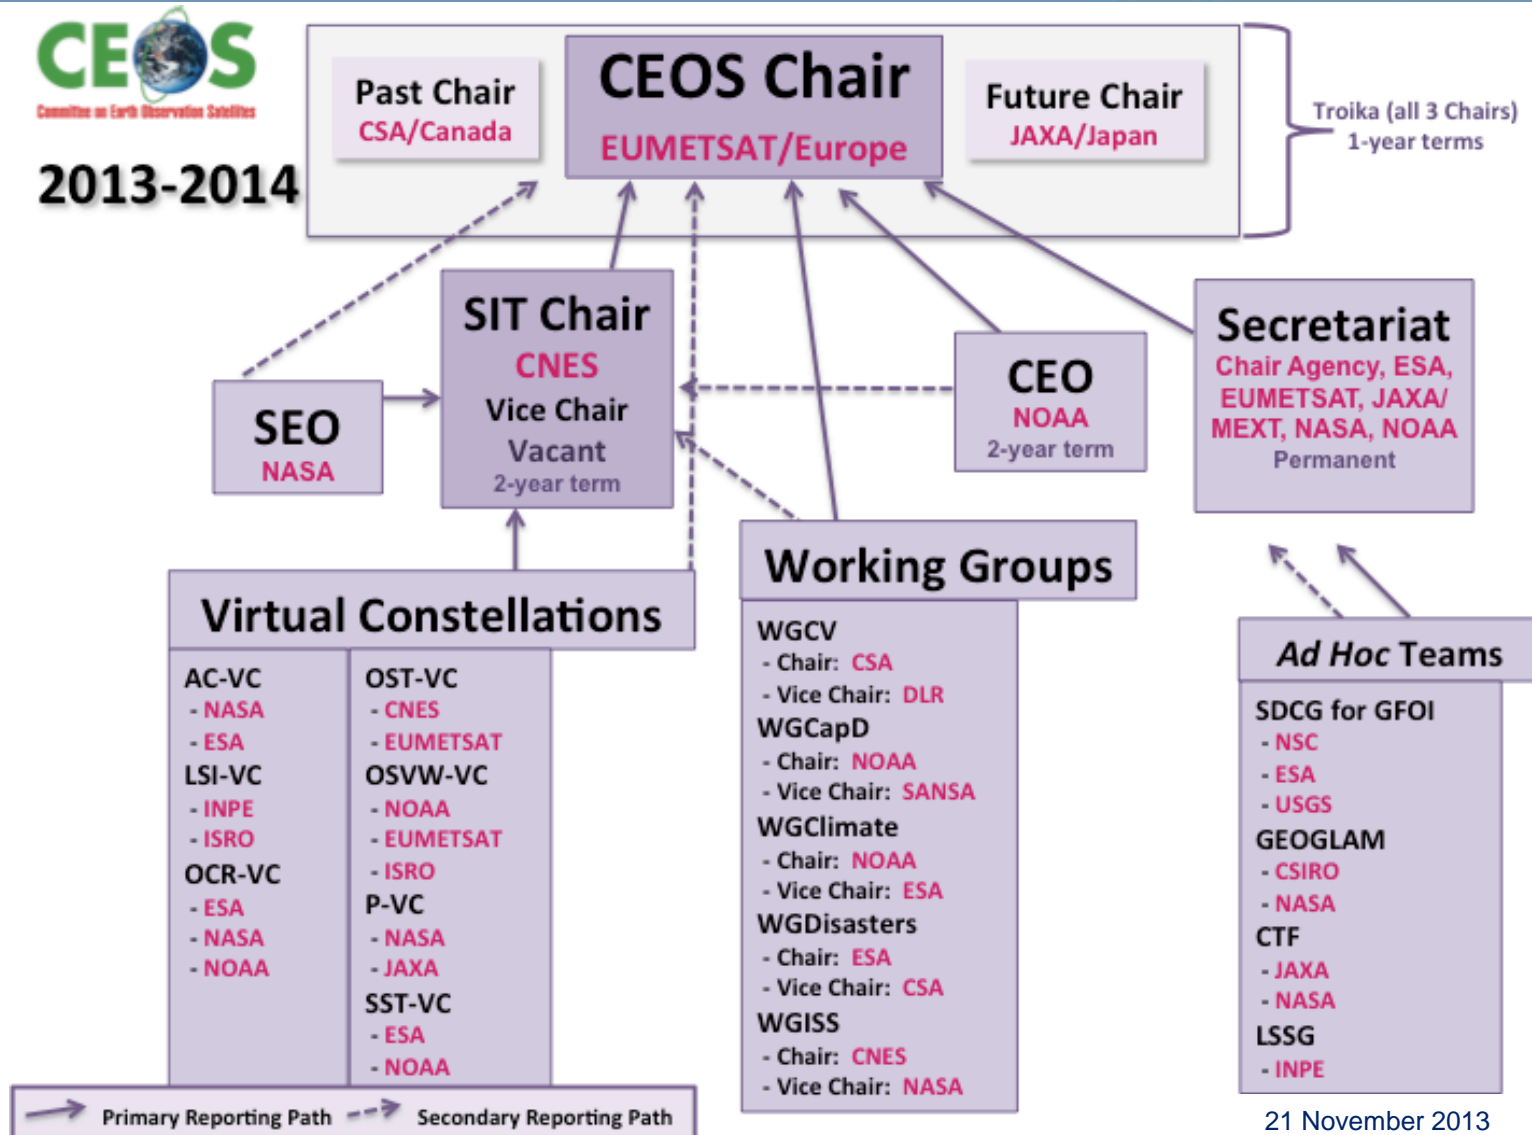 CEOS
Committee on Earth Observation Satellites
2013-2014
Past Chair
CSA/Canada
CEOS Chair
EUMETSAT/Europe
Future Chair
JAXA/Japan
Troika (all 3 Chairs)
1-year terms
SEO
NASA
SIT Chair
CNES
Vice Chair
Vacant
2-year term
CEO
NOAA
2-year term
Secretariat
Chair Agency, ESA,
EUMETSAT, JAXA/
MEXT, NASA, NOAA
Permanent
Virtual Constellations
AC-VC
- NASA
- ESA
LSI-VC
- INPE
- ISRO
OCR-VC
- ESA
- NASA
- NOAA
OST-VC
- CNES
- EUMETSAT
OSVW-VC
- NOAA
- EUMETSAT
- ISRO
P-VC
- NASA
- JAXA
SST-VC
- ESA
- NOAA
Working Groups
WGCV
- Chair: CSA
- Vice Chair: DLR
WGCapD
- Chair: NOAA
- Vice Chair: SANSA
WGClimate
- Chair: NOAA
- Vice Chair: ESA
WGDisasters
- Chair: ESA
- Vice Chair: CSA
WGISS
- Chair: CNES
- Vice Chair: NASA
Ad Hoc Teams
SDCG for GFOI
- NSC
- ESA
- USGS
GEOGLAM
- CSIRO
- NASA
CTF
- JAXA
- NASA
LSSG
- INPE
Primary Reporting Path
Secondary Reporting Path
21 November 2013